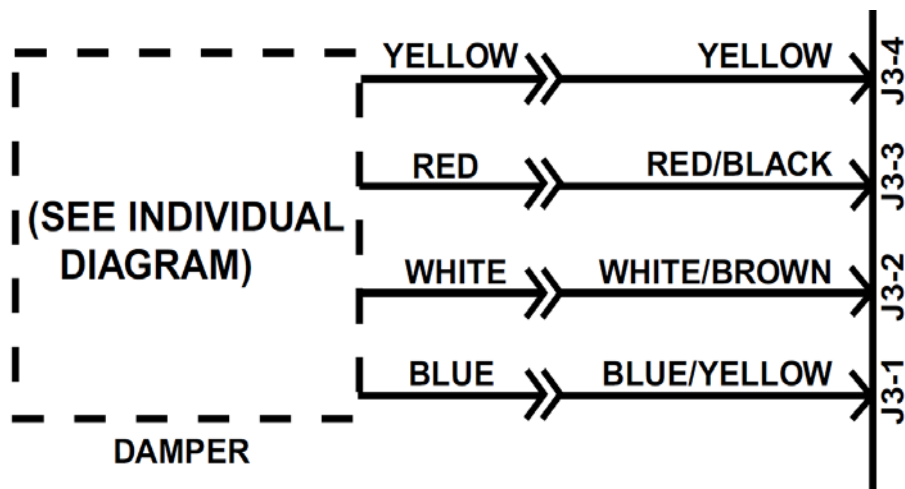 YELLOW YELLOW J3-4
RED RED/BLACK J3-3
(SEE INDIVIDUAL
DIAGRAM)
WHITE WHITE/BROWN J3-2
BLUE BLUE/YELLOW J3-1
DAMPER